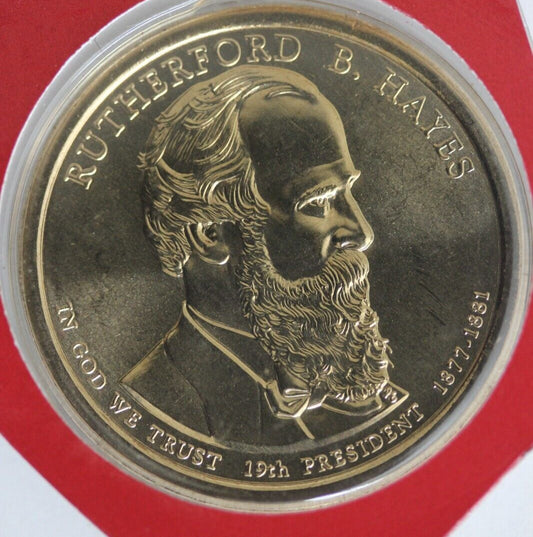 RUTHERFORD B. HAYES
IN GOD WE TRUST 19th PRESIDENT 1877-1881